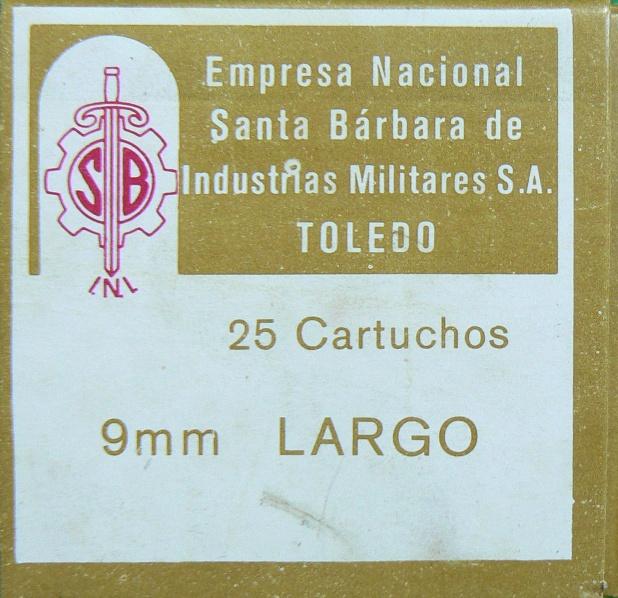 Empresa Nacional
Santa Bárbara de
Industrias Militares S.A.
TOLEDO
SB
I.N.I.
25 Cartuchos
9mm LARGO